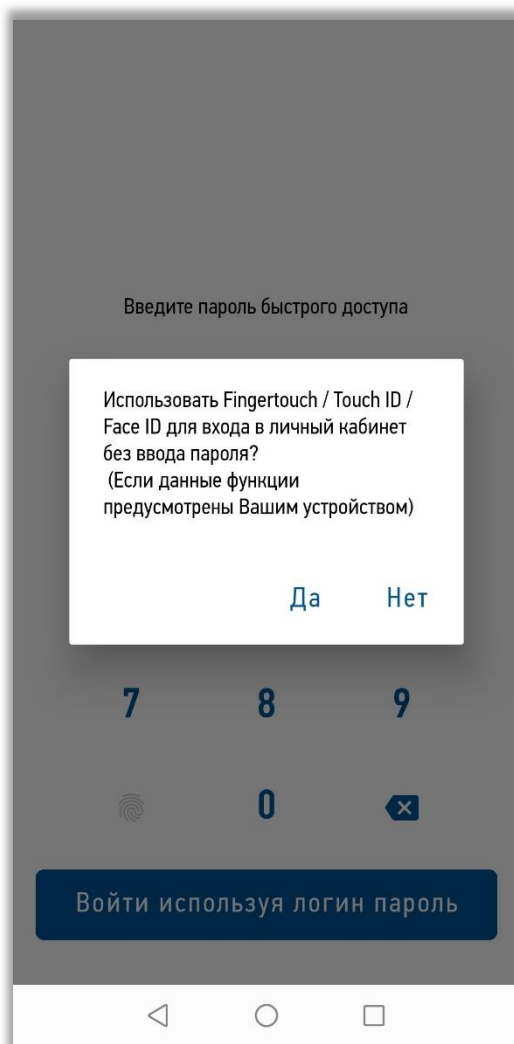 Введите пароль быстрого доступа
Использовать Fingertouch / Touch ID /
Face ID для входа в личный кабинет
без ввода пароля?
(Если данные функции
предусмотрены Вашим устройством)
Да Нет
7 8 9
0
Войти используя логин пароль